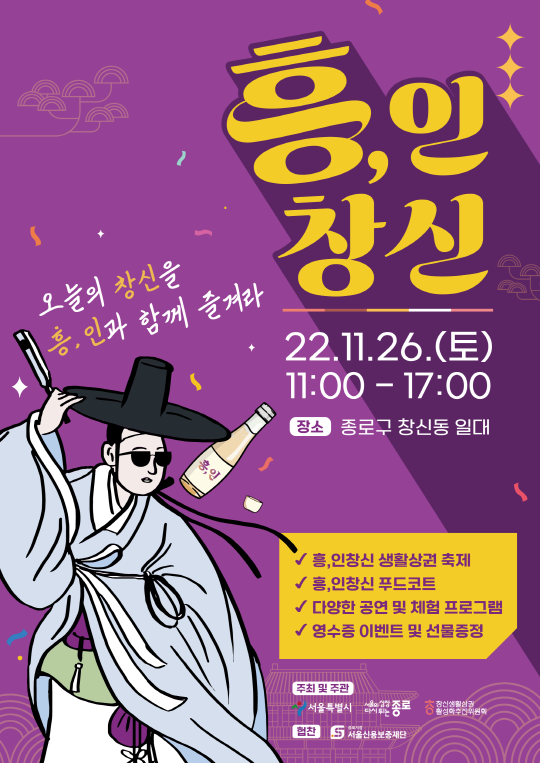 흥,인
창신
오늘의 창신을
흥,인과 함께 즐겨라
22.11.26.(토)
11:00 – 17:00
장소 종로구 창신동 일대
흥,인
✓ 흥,인창신 생활상권 축제
✓ 흥,인창신 푸드코트
✓ 다양한 공연 및 체험 프로그램
✓ 영수증 이벤트 및 선물증정
주최 및 주관
서울특별시
종로
창신생활상권
활성화추진위원회
협찬
서울신용보증재단